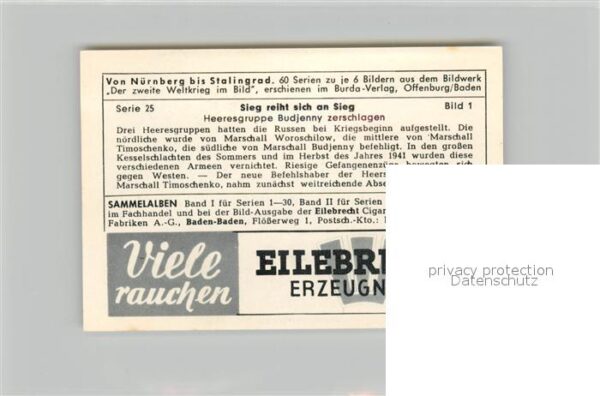 Von Nürnberg bis Stalingrad. 60 Serien zu je 6 Bildern aus dem Bildwerk
„Der zweite Weltkrieg im Bild", erschienen im Burda-Verlag, Offenburg/Baden
Serie 25 Sieg reiht sich an Sieg Bild 1
Heeresgruppe Budjenny zerschlagen
Drei Heeresgruppen hatten die Russen bei Kriegsbeginn aufgestellt. Die
nördliche wurde von Marschall Woroschilow, die mittlere von Marschall
Timoschenko, die südliche von Marschall Budjenny befehligt. In den großen
Kesselschlachten des Sommers und im Herbst des Jahres 1941 wurden diese
verschiedenen Armeen vernichtet. Riesige Gefangenenzüge bewegten sich
gegen Westen. — Der neue Befehlshaber der Heers
Marschall Timoschenko, nahm zunächst weitreichende Abse
SAMMELALBEN Band I für Serien 1—30, Band II für Serien
im Fachhandel und bei der Bild-Ausgabe der Eilebrecht Cigar
Fabriken A.-G., Baden-Baden, Flößerweg 1, Postsch.-Kto.:
Viele
rauchen
EILEBRE
ERZEUGN
privacy protection
Datenschutz